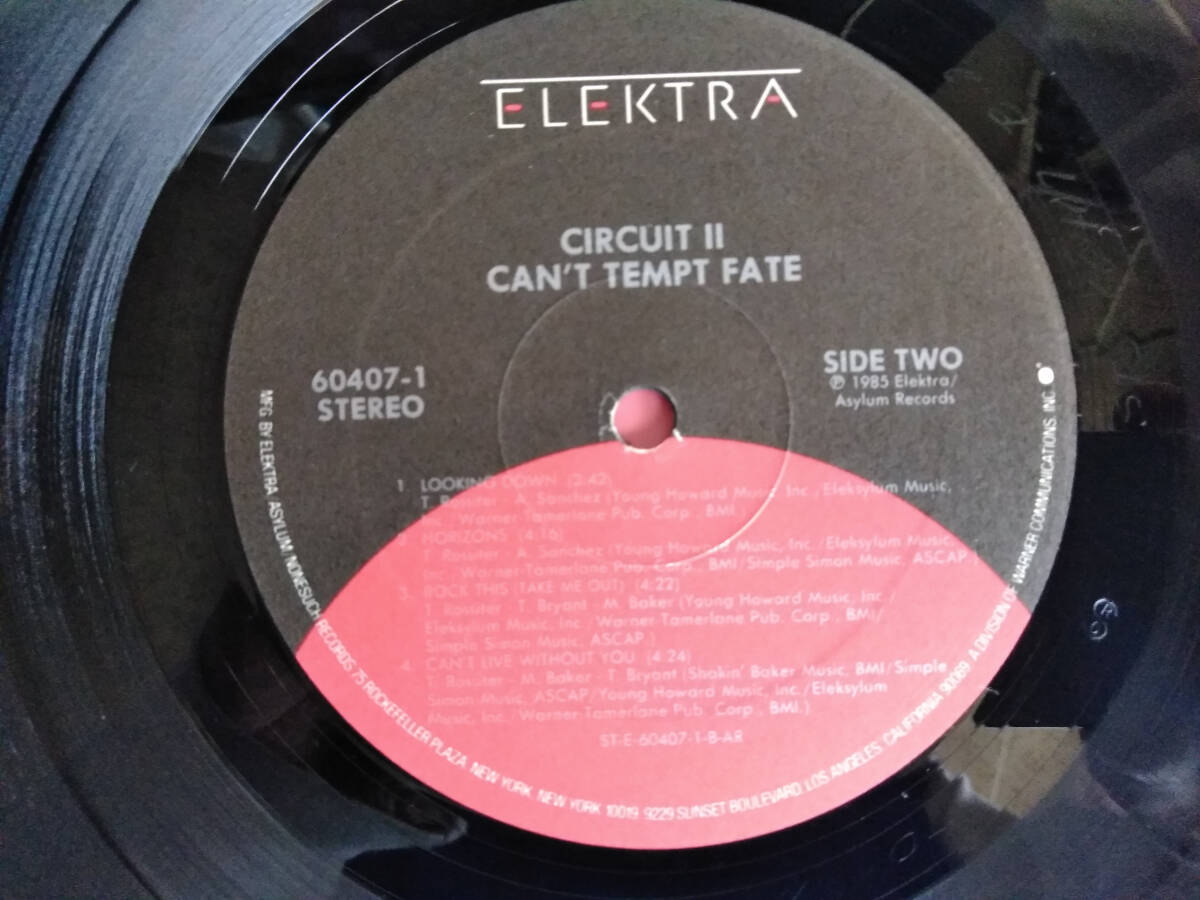 ELEKTRA
CIRCUIT II
CAN'T TEMPT FATE
60407-1
STEREO
SIDE TWO
℗ 1985 Elektra/
Asylum Records
1 LOOKING DOWN
T. Rossiter - A. Sanchez (Young Howard Music, Inc./Eleksylum Music,
Inc./Warner-Tamerlane Pub. Corp., BMI.)
2 HORIZONS (4:16)
T. Rossiter - A. Sanchez (Young Howard Music, Inc./Eleksylum Music,
Inc./Warner-Tamerlane Pub. Corp., BMI/Simple Simon Music, ASCAP.)
3. ROCK THIS (TAKE ME OUT) (4:22)
T. Rossiter - T. Bryant - M. Baker (Young Howard Music, Inc./
Eleksylum Music, Inc./Warner-Tamerlane Pub. Corp., BMI/
Simple Simon Music, ASCAP.)
4. CAN'T LIVE WITHOUT YOU (4:24)
T. Rossiter - M. Baker - T. Bryant (Shakin' Baker Music, BMI/Simple
Simon Music, ASCAP/Young Howard Music, Inc./Eleksylum
Music, Inc./Warner-Tamerlane Pub. Corp., BMI.)
ST-E-60407-1-B-AR
MFG. BY ELEKTRA/ASYLUM/NONESUCH RECORDS 75 ROCKEFELLER PLAZA, NEW YORK, NEW YORK 10019 9229 SUNSET BOULEVARD, LOS ANGELES, CALIFORNIA 90069 A DIVISION OF WARNER COMMUNICATIONS, INC.